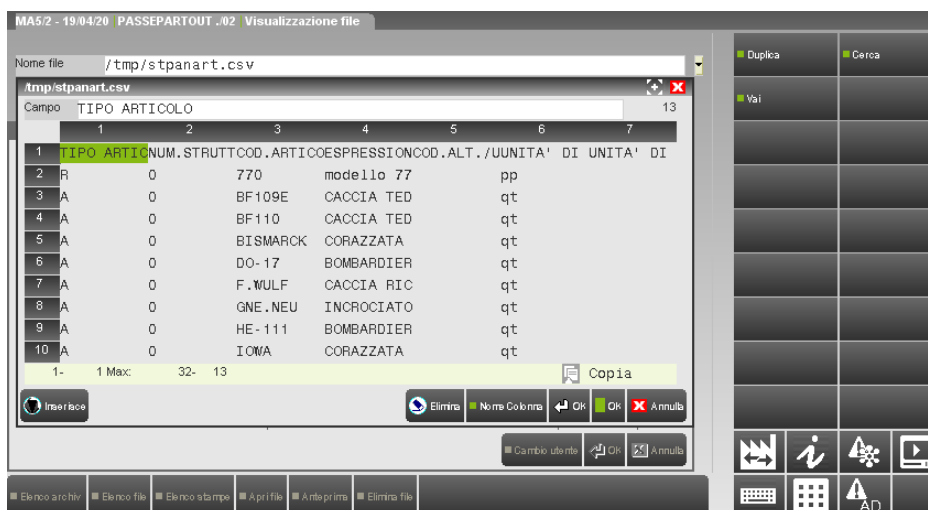 MA5/2 - 19/04/20 PASSEPARTOUT ./02 Visualizzazione file
Nome file /tmp/stpanart.csv
/tmp/stpanart.csv
Campo TIPO ARTICOLO 13
1 2 3 4 5 6 7
1 TIPO ARTICNUM.STRUTTCOD.ARTICOESPRESSIONCOD.ALT./UUNITA' DI UNITA' DI
2 R 0 770 modello 77 pp
3 A 0 BF109E CACCIA TED qt
4 A 0 BF110 CACCIA TED qt
5 A 0 BISMARCK CORAZZATA qt
6 A 0 DO-17 BOMBARDIER qt
7 A 0 F.WULF CACCIA RIC qt
8 A 0 GNE.NEU INCROCIATO qt
9 A 0 HE-111 BOMBARDIER qt
10 A 0 IOWA CORAZZATA qt
1- 1 Max: 32- 13 Copia
Inserisce Elimina Nome Colonna OK OK Annulla
Cambio utente OK Annulla
Elenco archiv Elenco file Elenco stampe Apri file Anteprima Elimina file
Duplica Cerca
Vai
AD